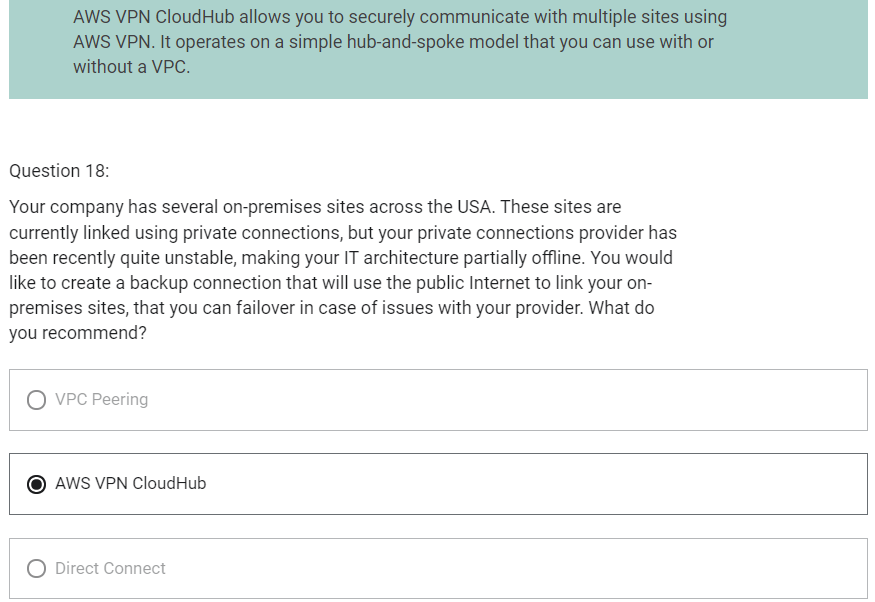 AWS VPN CloudHub allows you to securely communicate with multiple sites using
AWS VPN. It operates on a simple hub-and-spoke model that you can use with or
without a VPC.
Question 18:
Your company has several on-premises sites across the USA. These sites are
currently linked using private connections, but your private connections provider has
been recently quite unstable, making your IT architecture partially offline. You would
like to create a backup connection that will use the public Internet to link your on-
premises sites, that you can failover in case of issues with your provider. What do
you recommend?
VPC Peering
AWS VPN CloudHub
Direct Connect